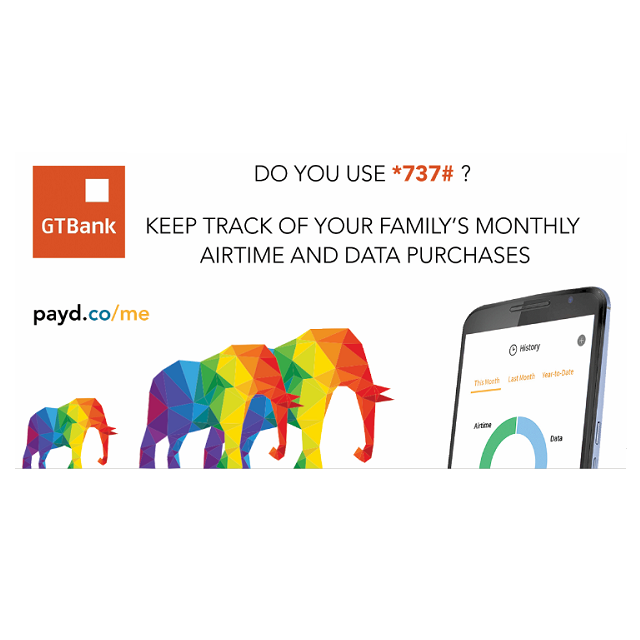 DO YOU USE *737# ?
GTBank
KEEP TRACK OF YOUR FAMILY'S MONTHLY
AIRTIME AND DATA PURCHASES
payd.co/me
History
This Month Last Month Year-to-Date
Airtime
Data